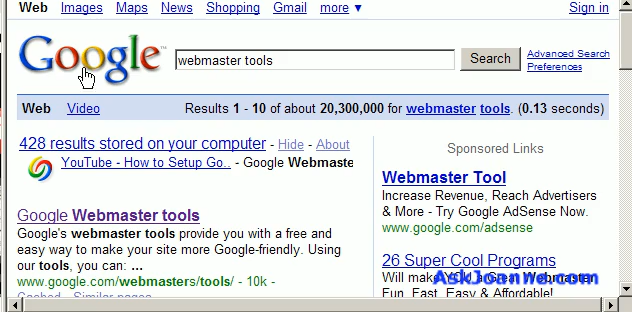 Web Images Maps News Shopping Gmail more ▼ Sign in
Google™ webmaster tools Search Advanced Search
Preferences
Web Video Results 1 - 10 of about 20,300,000 for webmaster tools. (0.13 seconds)
428 results stored on your computer - Hide - About
YouTube - How to Setup Go.. - Google Webmaste
Google Webmaster tools
Google's webmaster tools provide you with a free and
easy way to make your site more Google-friendly. Using
our tools, you can: ...
www.google.com/webmasters/tools/ - 10k -
Cached - Similar pages
Sponsored Links
Webmaster Tool
Increase Revenue, Reach Advertisers
& More - Try Google AdSense Now.
www.google.com/adsense
26 Super Cool Programs
Will make YOU a Great Webmaster
Fun, Fast, Easy & Affordable!